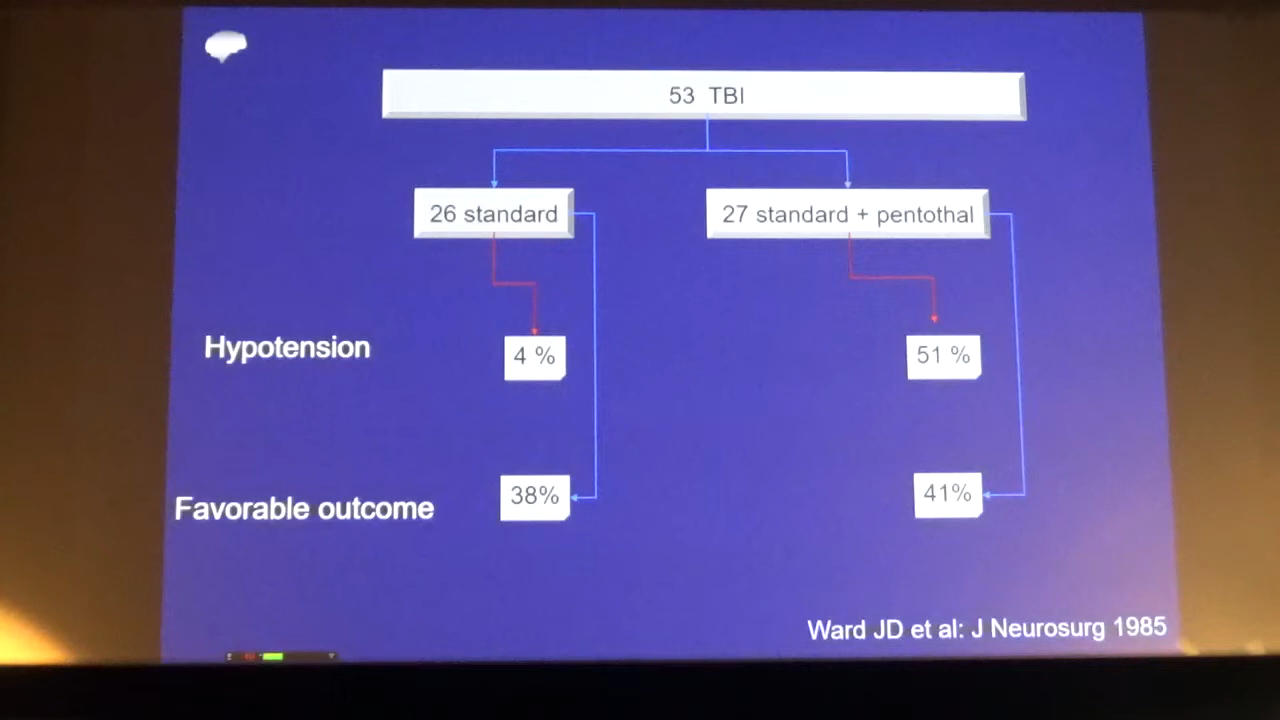 53 TBI
26 standard
27 standard + pentothal
Hypotension
4 %
51 %
Favorable outcome
38%
41%
Ward JD et al: J Neurosurg 1985